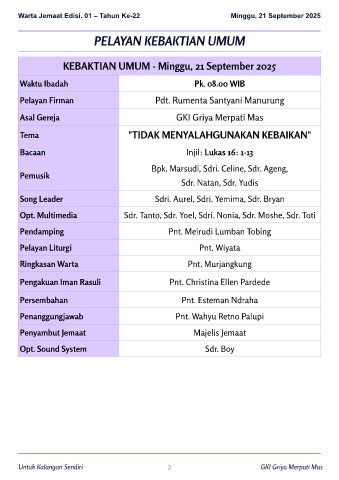 Warta Jemaat Edisi. 01 – Tahun Ke-22 Minggu, 21 September 2025
PELAYAN KEBAKTIAN UMUM
KEBAKTIAN UMUM - Minggu, 21 September 2025
Waktu Ibadah Pk. 08.00 WIB
Pelayan Firman Pdt. Rumenta Santyani Manurung
Asal Gereja GKI Griya Merpati Mas
Tema "TIDAK MENYALAHGUNAKAN KEBAIKAN"
Bacaan Injil: Lukas 16: 1-13
Pemusik Bpk. Marsudi, Sdri. Celine, Sdr. Ageng,
Sdr. Natan, Sdr. Yudis
Song Leader Sdri. Aurel, Sdri. Yemima, Sdr. Bryan
Opt. Multimedia Sdr. Tanto, Sdr. Yoel, Sdri. Nonia, Sdr. Moshe, Sdr. Toti
Pendamping Pnt. Meirudi Lumban Tobing
Pelayan Liturgi Pnt. Wiyata
Ringkasan Warta Pnt. Murjangkung
Pengakuan Iman Rasuli Pnt. Christina Ellen Pardede
Persembahan Pnt. Esteman Ndraha
Penanggungjawab Pnt. Wahyu Retno Palupi
Penyambut Jemaat Majelis Jemaat
Opt. Sound System Sdr. Boy
Untuk Kalangan Sendiri 2 GKI Griya Merpati Mas